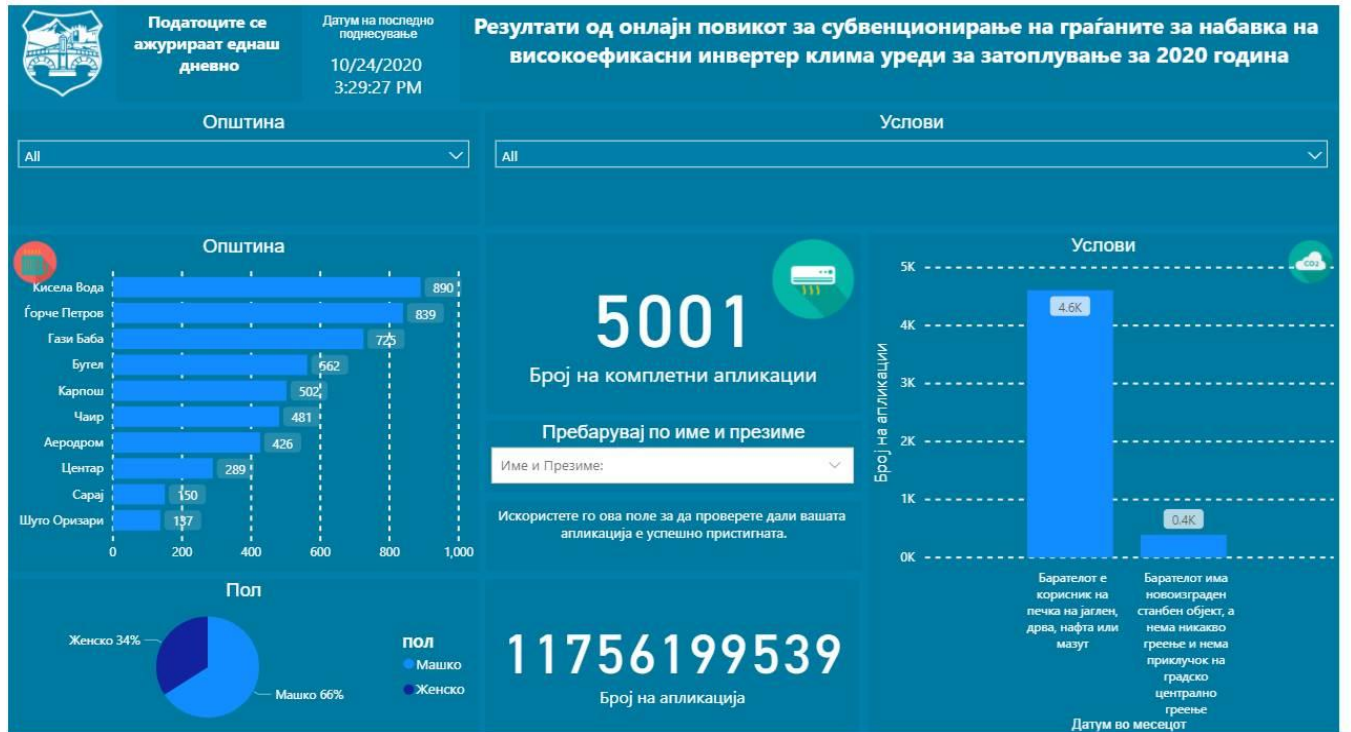 Податоците се
ажурираат еднаш
дневно
Датум на последно
поднесување
10/24/2020
3:29:27 PM
Резултати од онлајн повикот за субвенционирање на граѓаните за набавка на
високоефикасни инвертер клима уреди за затоплување за 2020 година
Општина
All
Услови
All
Општина
Кисела Вода
890
Ѓорче Петров
839
Гази Баба
725
Бутел
562
Карпош
502
Чаир
481
Аеродром
426
Центар
289
Сарај
150
Шуто Оризари
137
0 200 400 600 800 1,000
5001
Број на комплетни апликации
Пребарувај по име и презиме
Име и Презиме:
Искористете го ова поле за да проверете дали вашата
апликација е успешно пристигната.
Услови
CO2
Број на апликации
5K
4K
3K
2K
1K
0K
4.6K
0.4K
Барателот е
корисник на
печка на јаглен,
дрва, нафта или
мазут
Барателот има
новоизграден
станбен објект, а
нема никакво
греење и нема
приклучок на
градско
централно
греење
Датум во месецот
Пол
Женско 34%
Машко 66%
пол
Машко
Женско
11756199539
Број на апликација